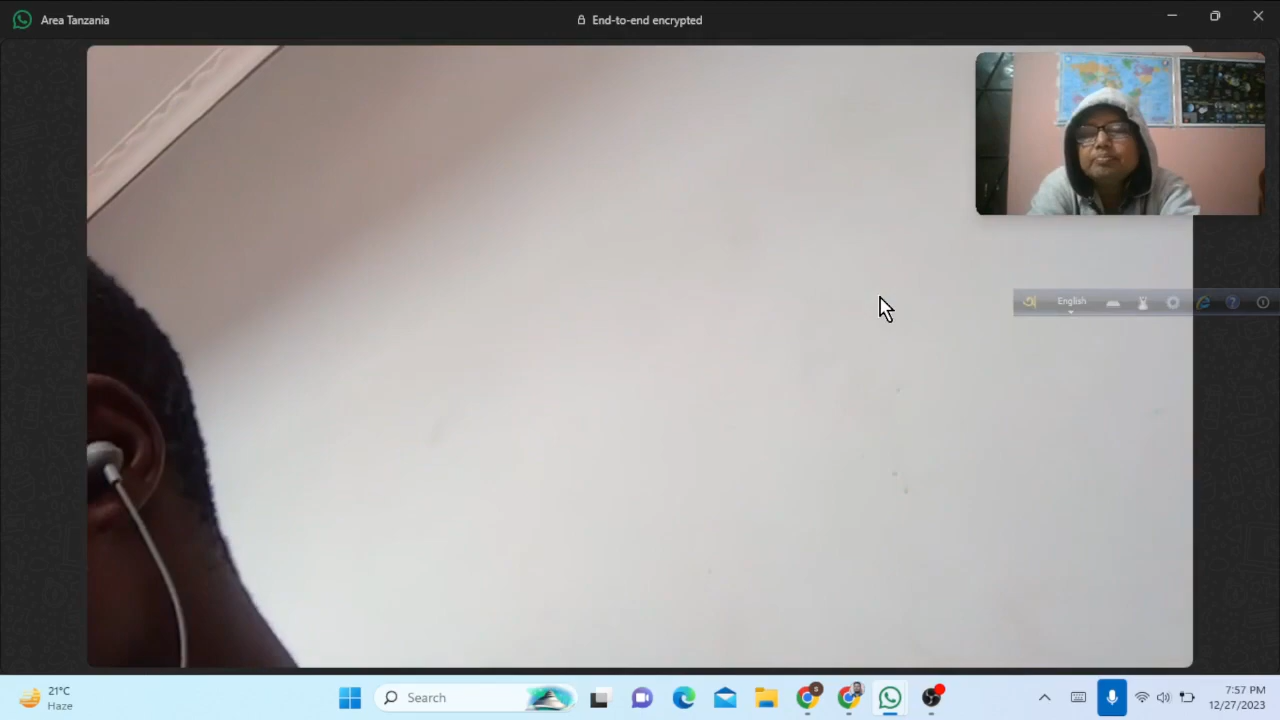 Area Tanzania
End-to-end encrypted
English
Search
21°C
Haze
7:57 PM
12/27/2023